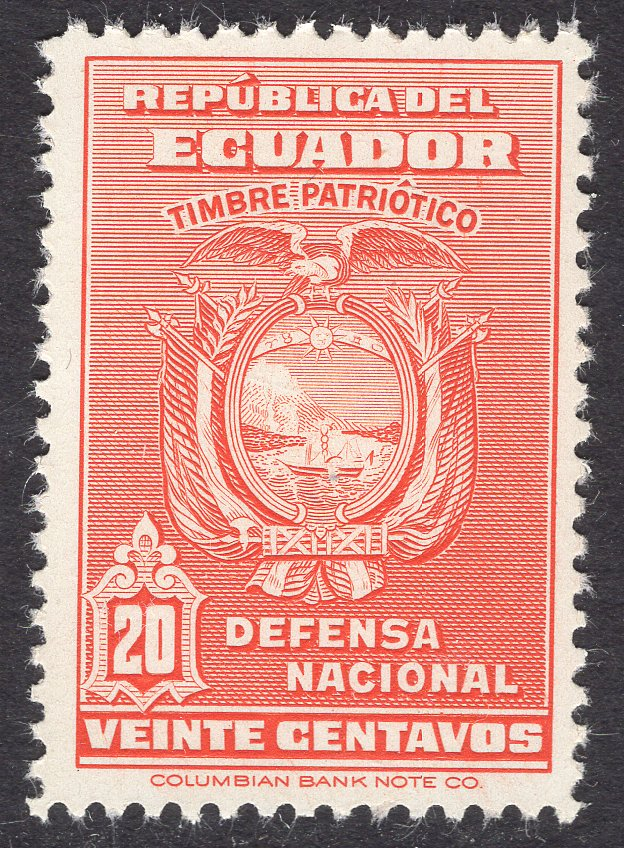 REPÚBLICA DEL
ECUADOR
TIMBRE PATRIÓTICO
20
DEFENSA
NACIONAL
VEINTE CENTAVOS
COLUMBIAN BANK NOTE CO.